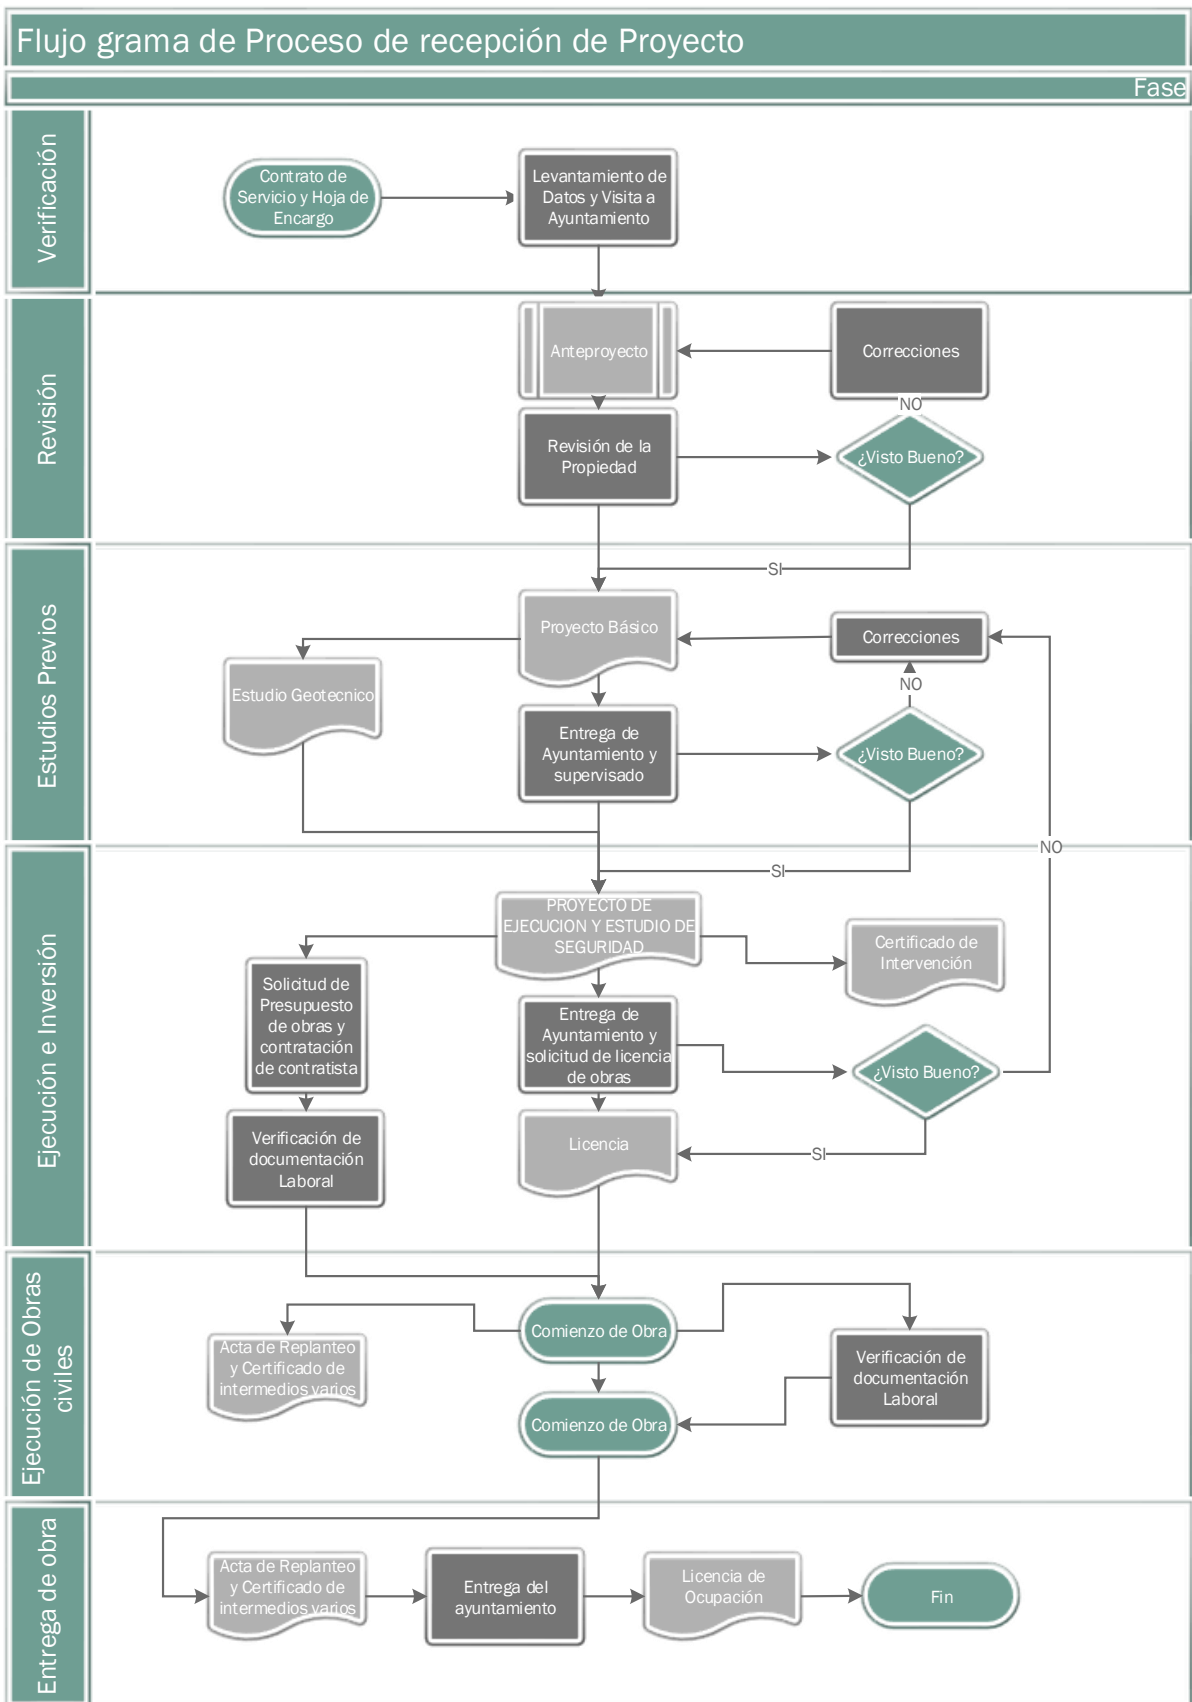 Flujo grama de Proceso de recepción de Proyecto
Fase
Verificación
Contrato de
Servicio y Hoja de
Encargo
Levantamiento de
Datos y Visita a
Ayuntamiento
Revisión
Anteproyecto
Correcciones
NO
Revisión de la
Propiedad
¿Visto Bueno?
SI
Estudios Previos
Proyecto Básico
Correcciones
Estudio Geotecnico
NO
Entrega de
Ayuntamiento y
supervisado
¿Visto Bueno?
NO
SI
Ejecución e Inversión
PROYECTO DE
EJECUCION Y ESTUDIO DE
SEGURIDAD
Certificado de
Intervención
Solicitud de
Presupuesto
de obras y
contratación
de contratista
Entrega de
Ayuntamiento y
solicitud de licencia
de obras
¿Visto Bueno?
Verificación de
documentación
Laboral
Licencia
SI
Ejecución de Obras
civiles
Comienzo de Obra
Acta de Replanteo
y Certificado de
intermedios varios
Verificación de
documentación
Laboral
Comienzo de Obra
Entrega de obra
Acta de Replanteo
y Certificado de
intermedios varios
Entrega del
ayuntamiento
Licencia de
Ocupación
Fin